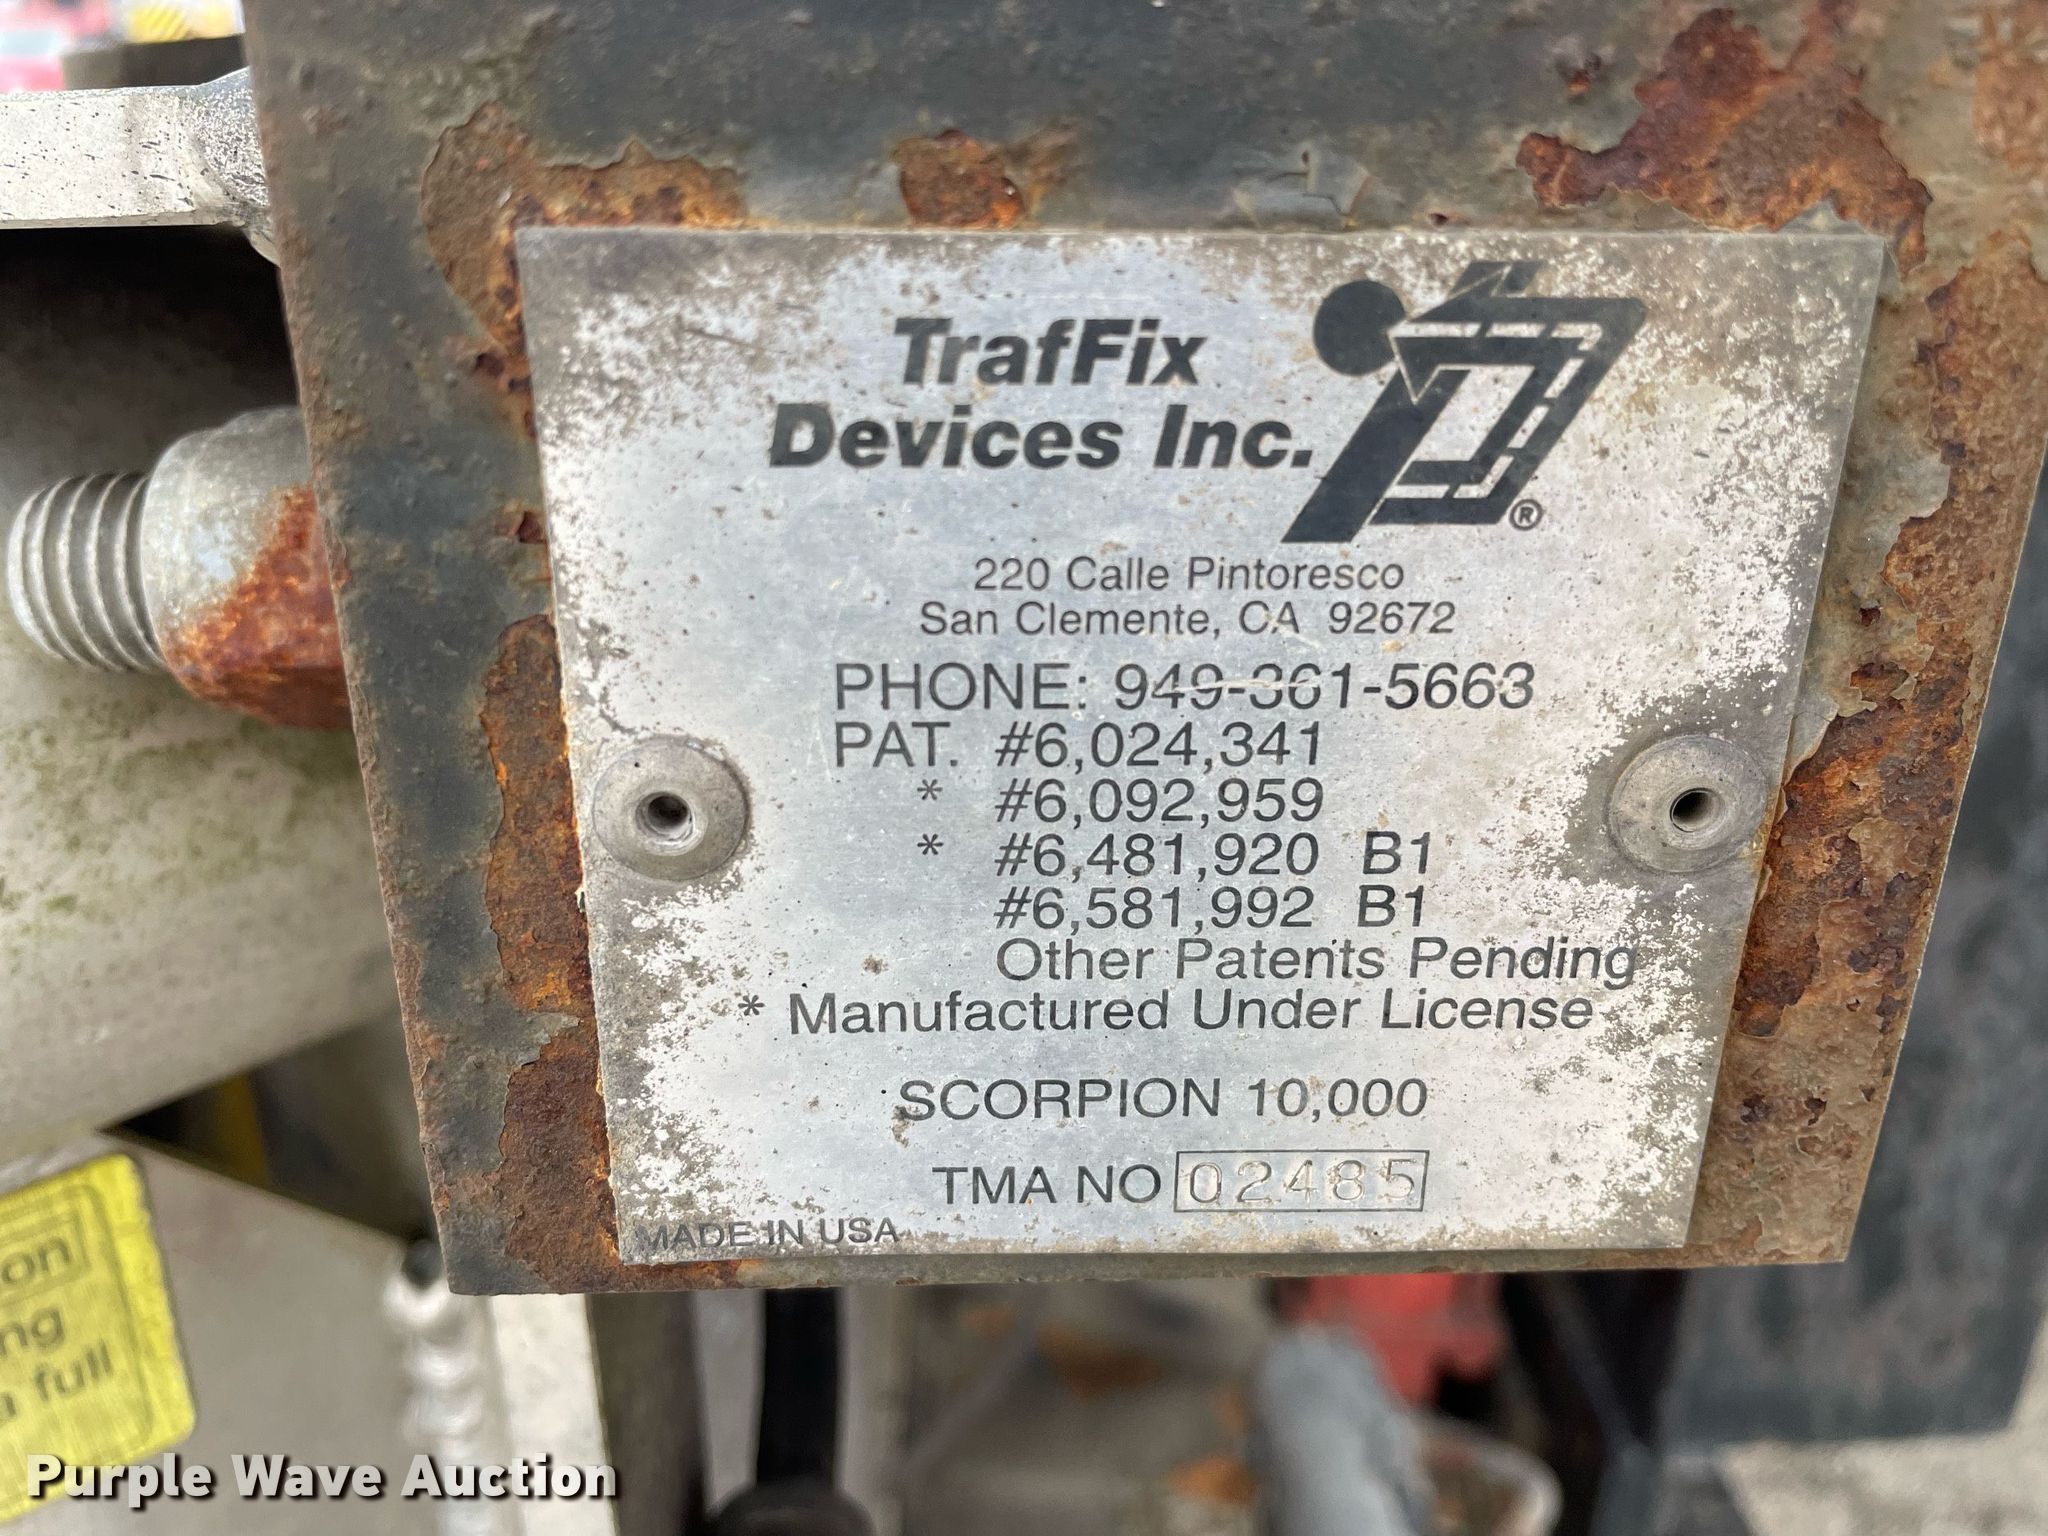 TrafFix
Devices Inc.
®
220 Calle Pintoresco
San Clemente, CA 92672
PHONE: 949-361-5663
PAT. #6,024,341
* #6,092,959
* #6,481,920 B1
#6,581,992 B1
Other Patents Pending
* Manufactured Under License
SCORPION 10,000
TMA NO 02485
MADE IN USA
full
Purple Wave Auction